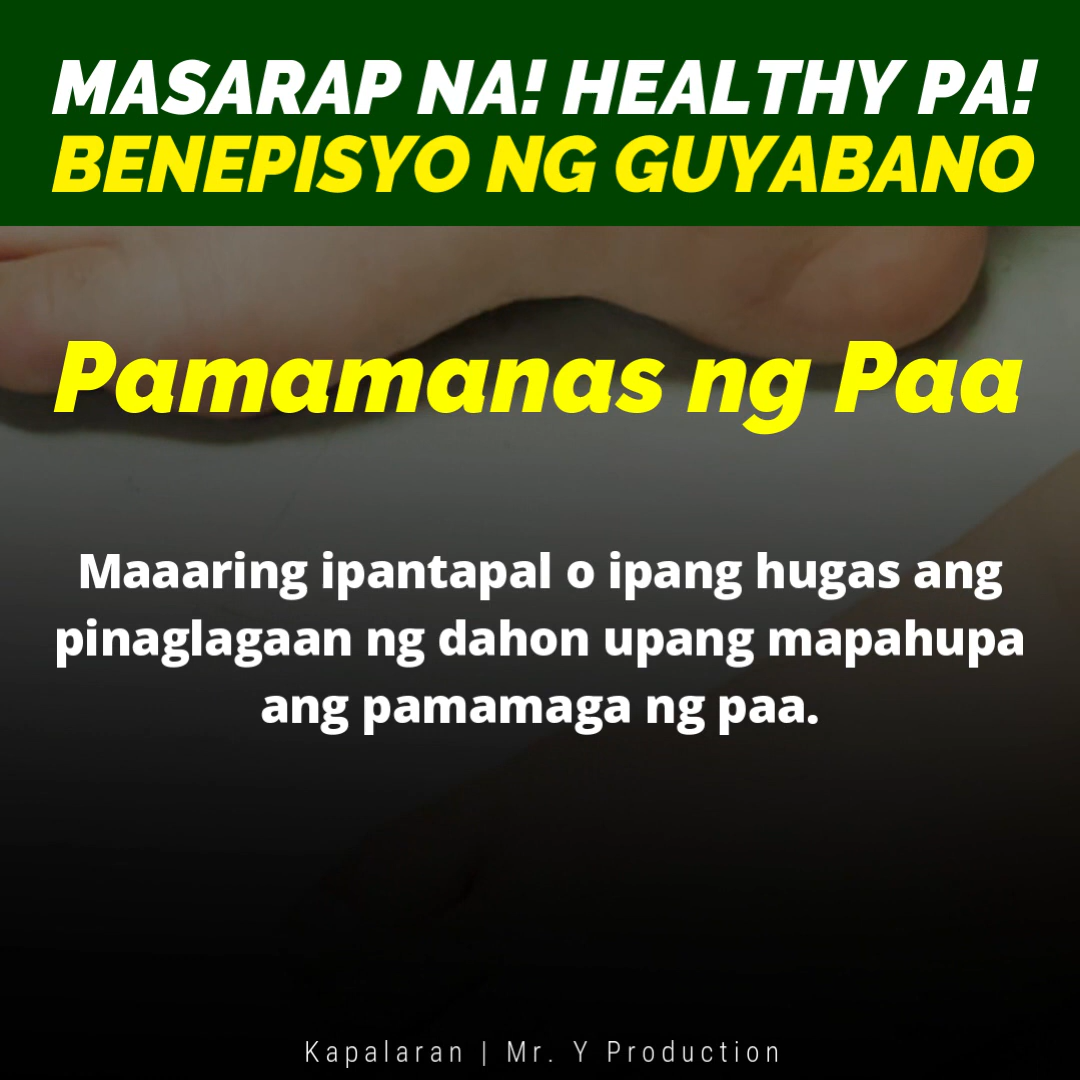 MASARAP NA! HEALTHY PA!
BENEPISYO NG GUYABANO
Pamamanas ng Paa
Maaaring ipantapal o ipang hugas ang
pinaglagaan ng dahon upang mapahupa
ang pamamaga ng paa.
Kapalaran | Mr. Y Production